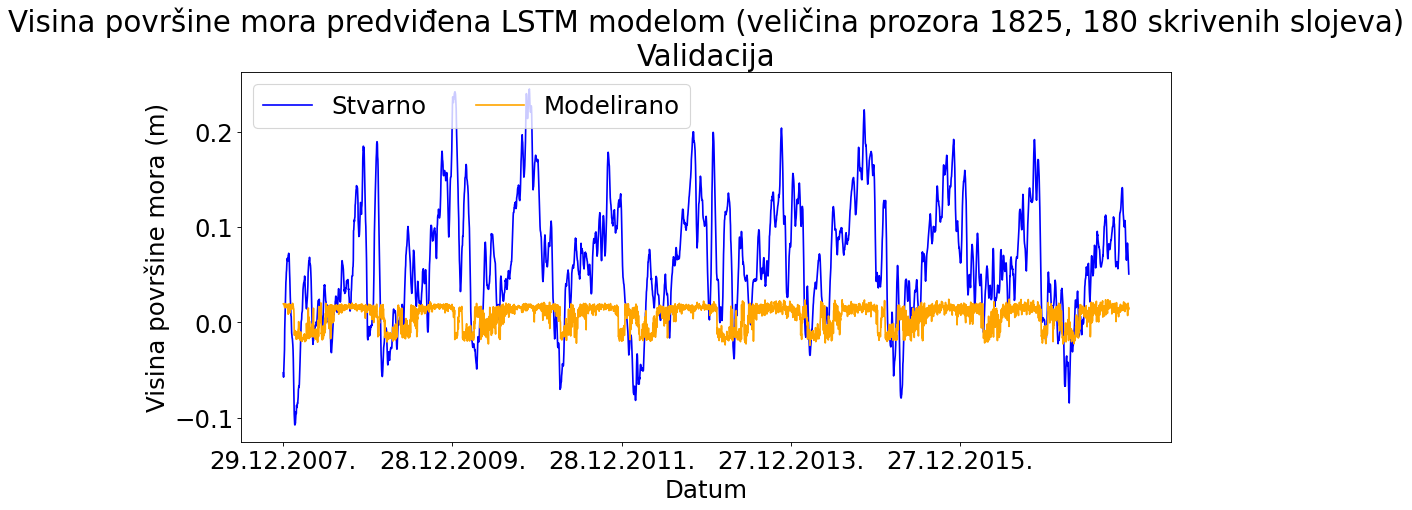 Visina površine mora predviđena LSTM modelom (veličina prozora 1825, 180 skrivenih slojeva)
Validacija
Stvarno
Modelirano
Visina površine mora (m)
0.2
0.1
0.0
−0.1
29.12.2007.
28.12.2009.
28.12.2011.
27.12.2013.
27.12.2015.
Datum